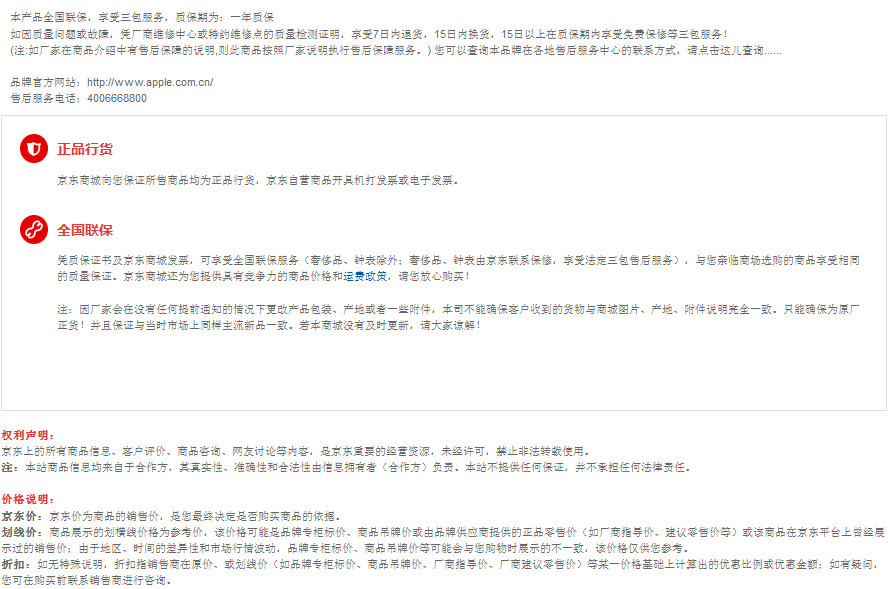 本产品全国联保，享受三包服务，质保期为：一年质保
如因质量问题或故障，凭厂商维修中心或特约维修点的质量检测证明，享受7日内退货，15日内换货，15日以上在质保期内享受免费保修等三包服务！
(注:如厂家在商品介绍中有售后保障的说明,则此商品按照厂家说明执行售后保障服务。) 您可以查询本品牌在各地售后服务中心的联系方式，请点击这儿查询......
品牌官方网站：http://www.apple.com.cn/
售后服务电话：4006668800
正品行货
京东商城向您保证所售商品均为正品行货，京东自营商品开具机打发票或电子发票。
全国联保
凭质保证书及京东商城发票，可享受全国联保服务（奢侈品、钟表除外；奢侈品、钟表由京东联系保修，享受法定三包售后服务），与您亲临商场选购的商品享受相同
的质量保证。京东商城还为您提供具有竞争力的商品价格和运费政策，请您放心购买！
注：因厂家会在没有任何提前通知的情况下更改产品包装、产地或者一些附件，本司不能确保客户收到的货物与商城图片、产地、附件说明完全一致。只能确保为原厂
正货！并且保证与当时市场上同样主流新品一致。若本商城没有及时更新，请大家谅解！
权利声明：
京东上的所有商品信息、客户评价、商品咨询、网友讨论等内容，是京东重要的经营资源，未经许可，禁止非法转载使用。
注：本站商品信息均来自于合作方，其真实性、准确性和合法性由信息拥有者（合作方）负责。本站不提供任何保证，并不承担任何法律责任。
价格说明：
京东价：京东价为商品的销售价，是您最终决定是否购买商品的依据。
划线价：商品展示的划横线价格为参考价，该价格可能是品牌专柜标价、商品吊牌价或由品牌供应商提供的正品零售价（如厂商指导价、建议零售价等）或该商品在京东平台上曾经展
示过的销售价；由于地区、时间的差异性和市场行情波动，品牌专柜标价、商品吊牌价等可能会与您购物时展示的不一致，该价格仅供您参考。
折扣：如无特殊说明，折扣指销售商在原价、或划线价（如品牌专柜标价、商品吊牌价、厂商指导价、厂商建议零售价）等某一价格基础上计算出的优惠比例或优惠金额；如有疑问，
您可在购买前联系销售商进行咨询。